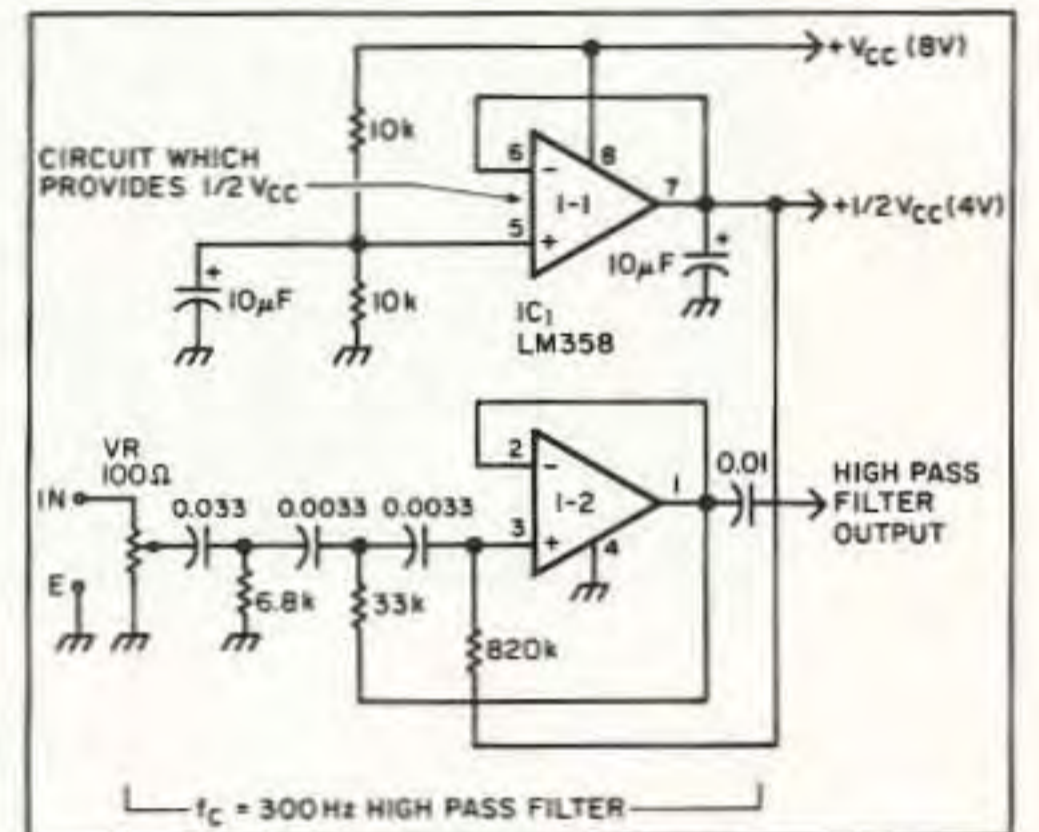 +VCC (8V)
10k
CIRCUIT WHICH
PROVIDES 1/2 VCC
6
-
8
1-1
7
+1/2 VCC (4V)
5
+
+
10μF
+
10μF
10k
IC1
LM358
VR
100Ω
IN
0.033
0.0033
0.0033
2
-
1-2
1
0.01
HIGH PASS
FILTER
OUTPUT
3
+
4
E
6.8k
33k
820k
fC = 300 Hz HIGH PASS FILTER